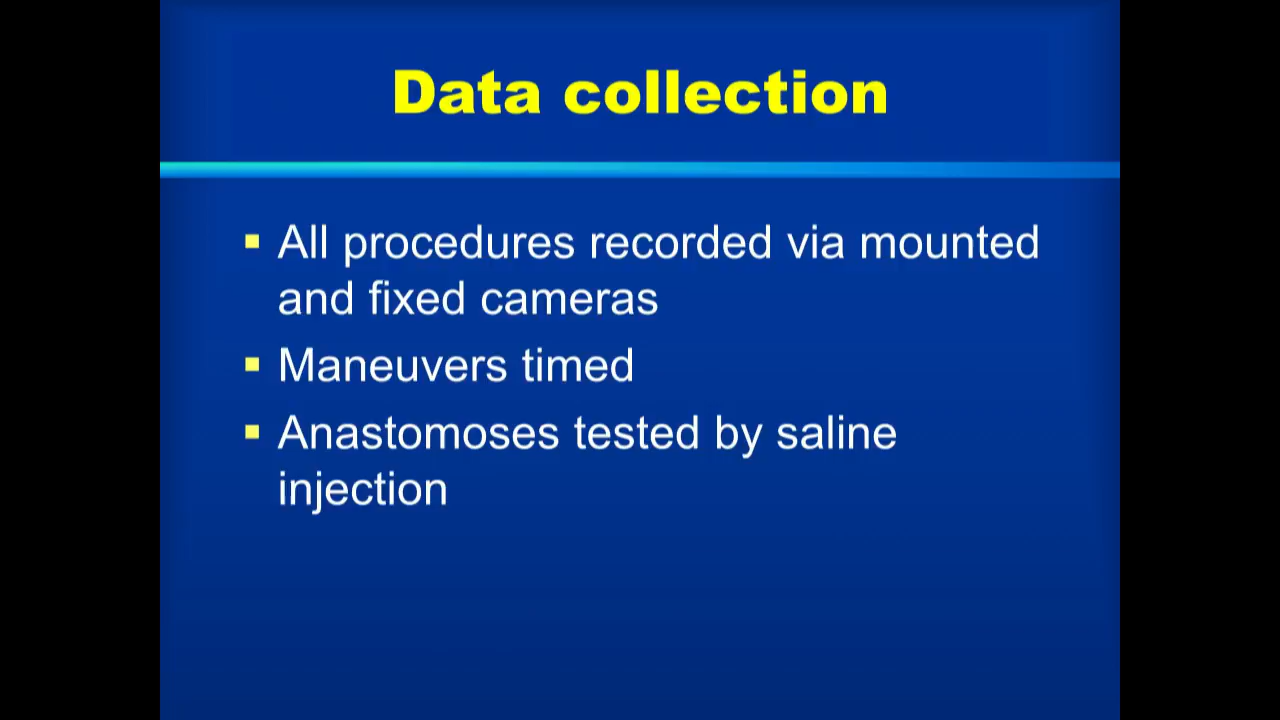 Data collection
All procedures recorded via mounted
and fixed cameras
Maneuvers timed
Anastomoses tested by saline
injection